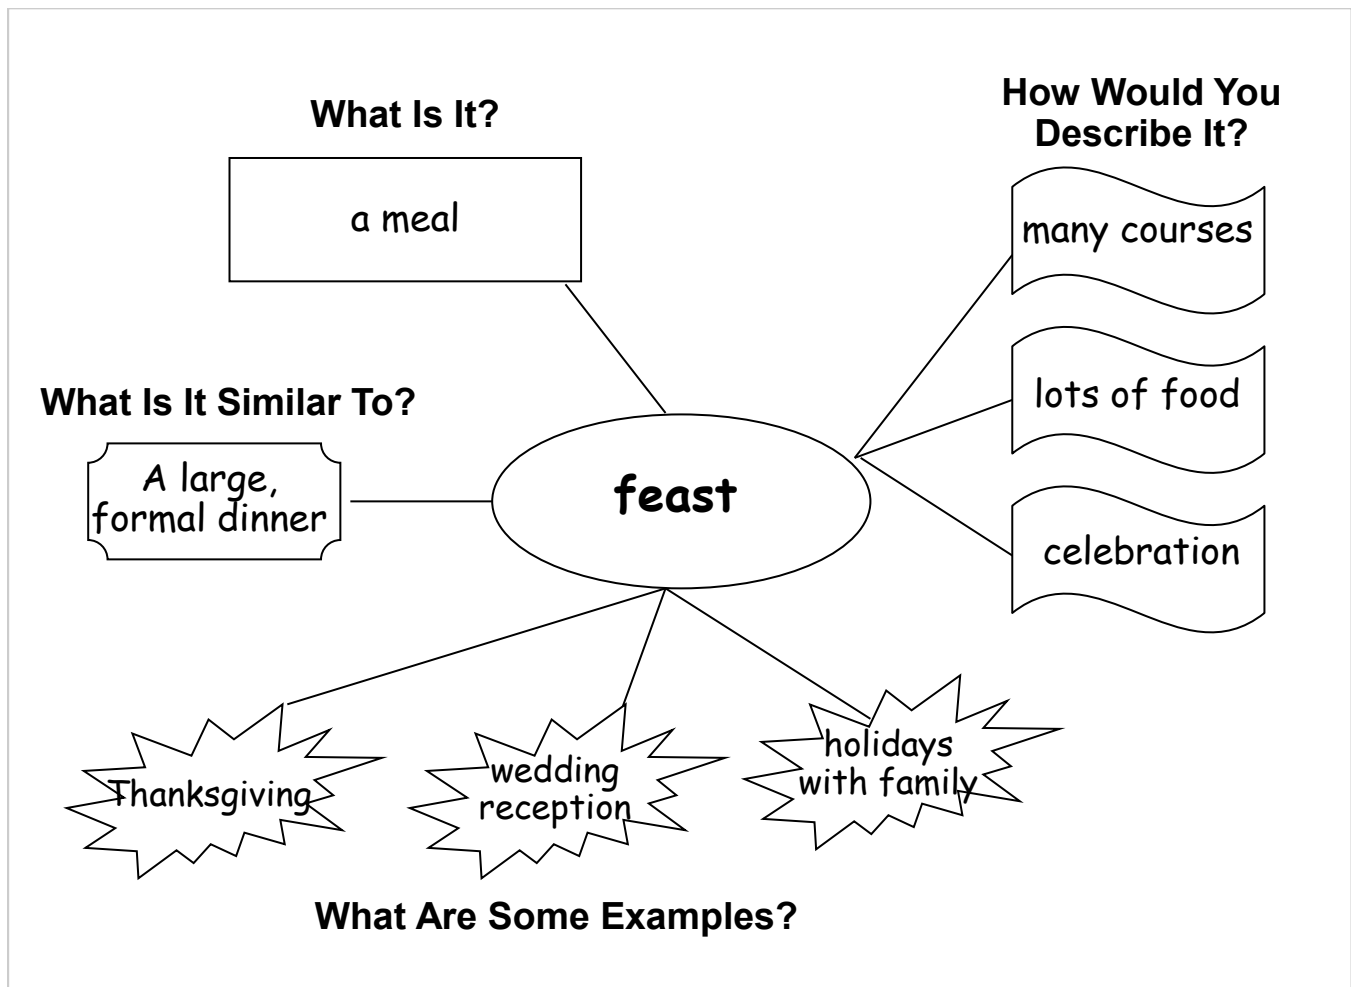 What Is It?
a meal
How Would You
Describe It?
many courses
lots of food
celebration
What Is It Similar To?
A large,
formal dinner
feast
Thanksgiving
wedding
reception
holidays
with family
What Are Some Examples?